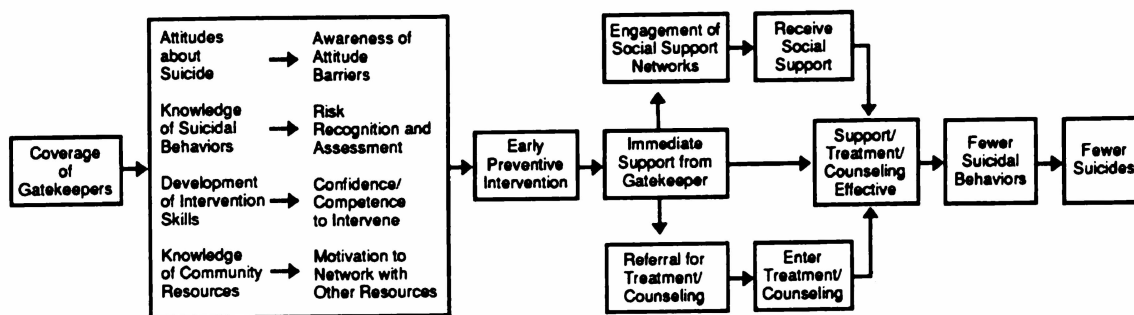 Coverage
of
Gatekeepers
Attitudes
about
Suicide
Awareness of
Attitude
Barriers
Knowledge
of Suicidal
Behaviors
Risk
Recognition and
Assessment
Development
of Intervention
Skills
Confidence/
Competence
to Intervene
Knowledge
of Community
Resources
Motivation to
Network with
Other Resources
Early
Preventive
Intervention
Immediate
Support from
Gatekeeper
Engagement of
Social Support
Networks
Receive
Social
Support
Referral for
Treatment/
Counseling
Enter
Treatment/
Counseling
Support/
Treatment/
Counseling
Effective
Fewer
Suicidal
Behaviors
Fewer
Suicides